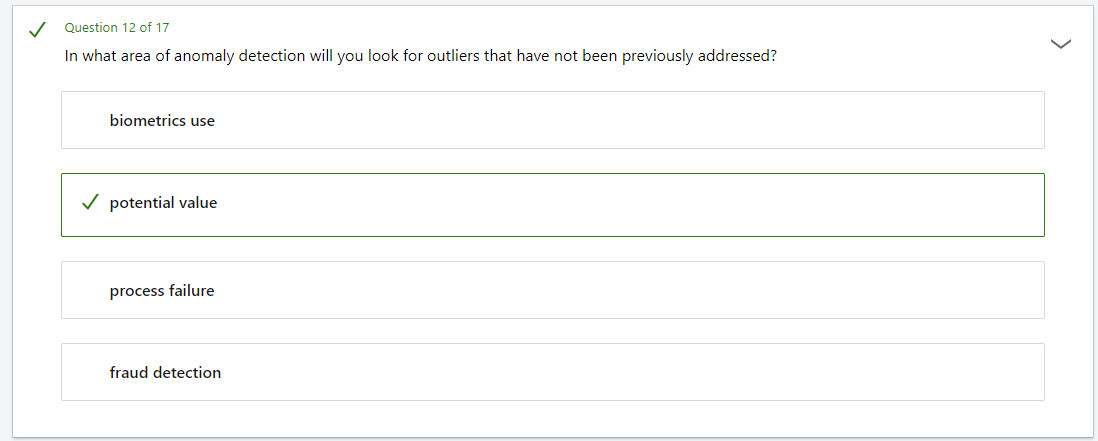 Question 12 of 17
In what area of anomaly detection will you look for outliers that have not been previously addressed?
biometrics use
potential value
process failure
fraud detection